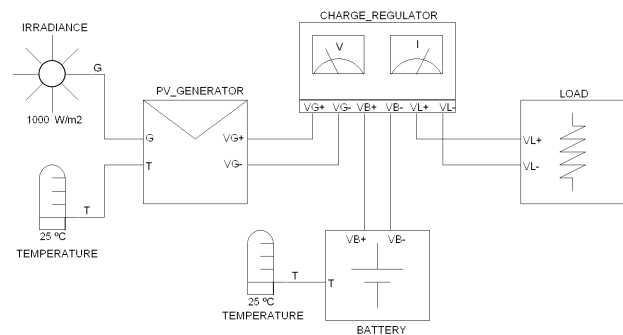 CHARGE_REGULATOR
IRRADIANCE
V I
G
PV_GENERATOR
LOAD
1000 W/m2
VG+ VG- VB+ VB- VL+ VL-
G VG+
VL+
T VG-
VL-
T
25 ºC
TEMPERATURE
VB+ VB-
T T
25 ºC
TEMPERATURE
BATTERY